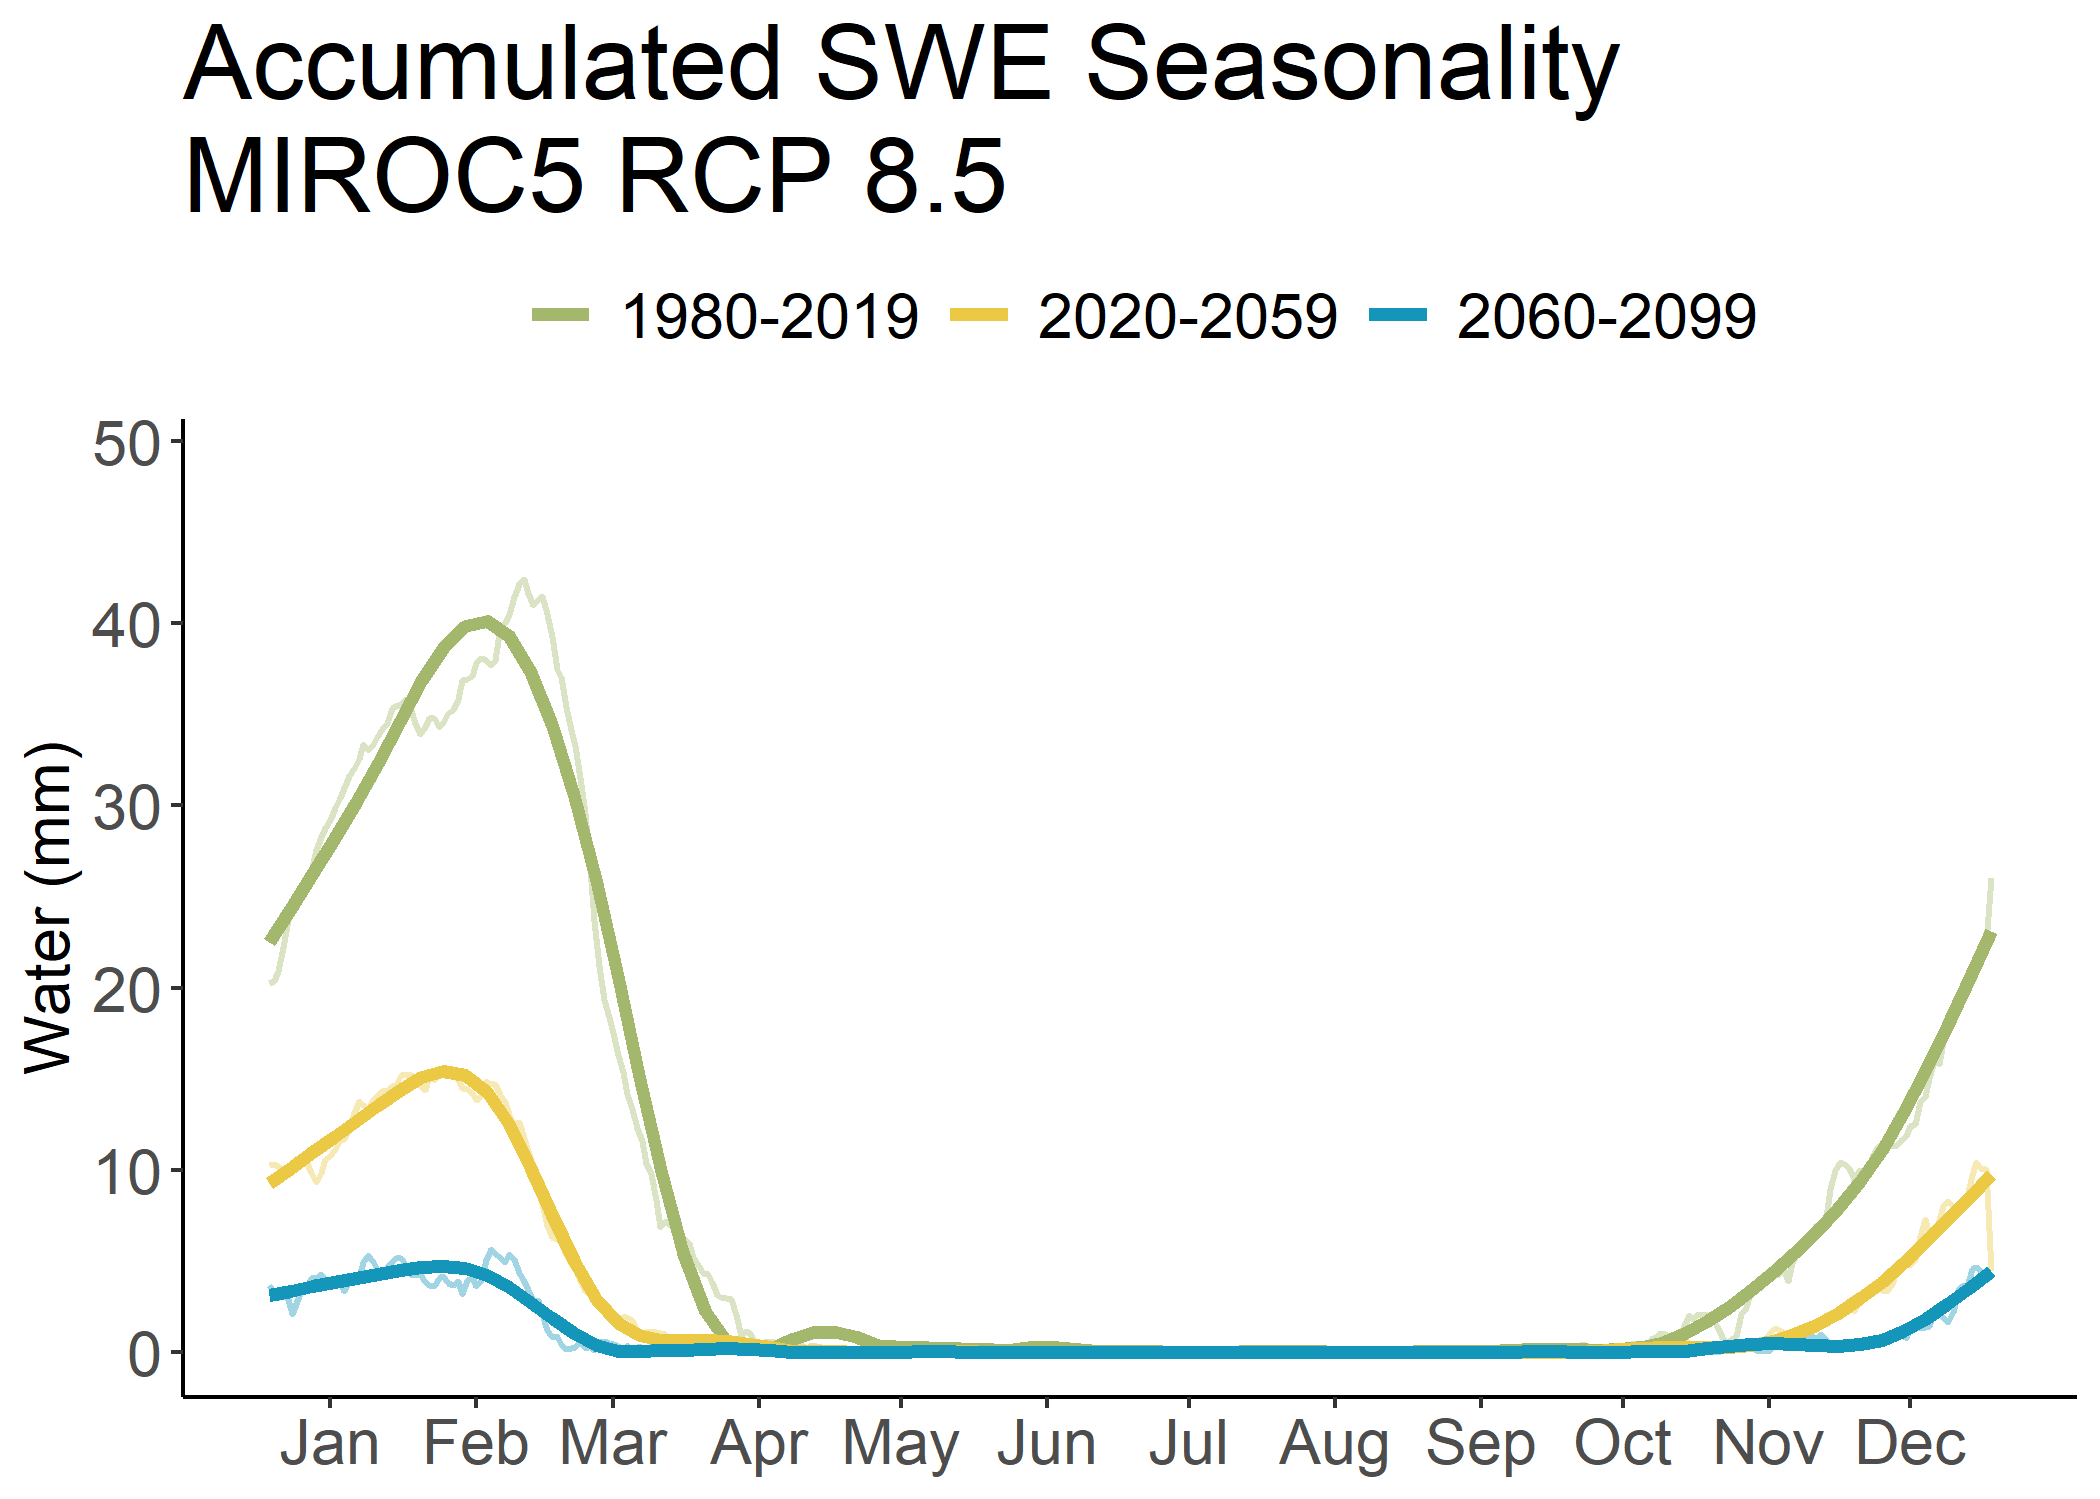 Accumulated SWE Seasonality
MIROC5 RCP 8.5
1980-2019 2020-2059 2060-2099
Water (mm)
50
40
30
20
10
0
Jan Feb Mar Apr May Jun Jul Aug Sep Oct Nov Dec